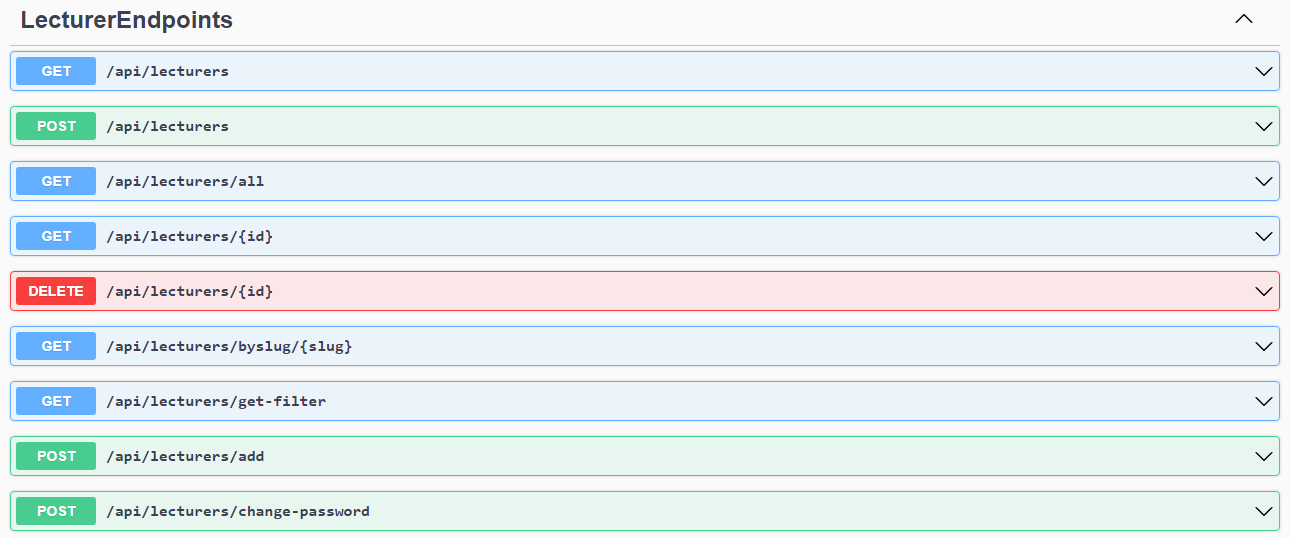 LecturerEndpoints
GET /api/lecturers
POST /api/lecturers
GET /api/lecturers/all
GET /api/lecturers/{id}
DELETE /api/lecturers/{id}
GET /api/lecturers/byslug/{slug}
GET /api/lecturers/get-filter
POST /api/lecturers/add
POST /api/lecturers/change-password